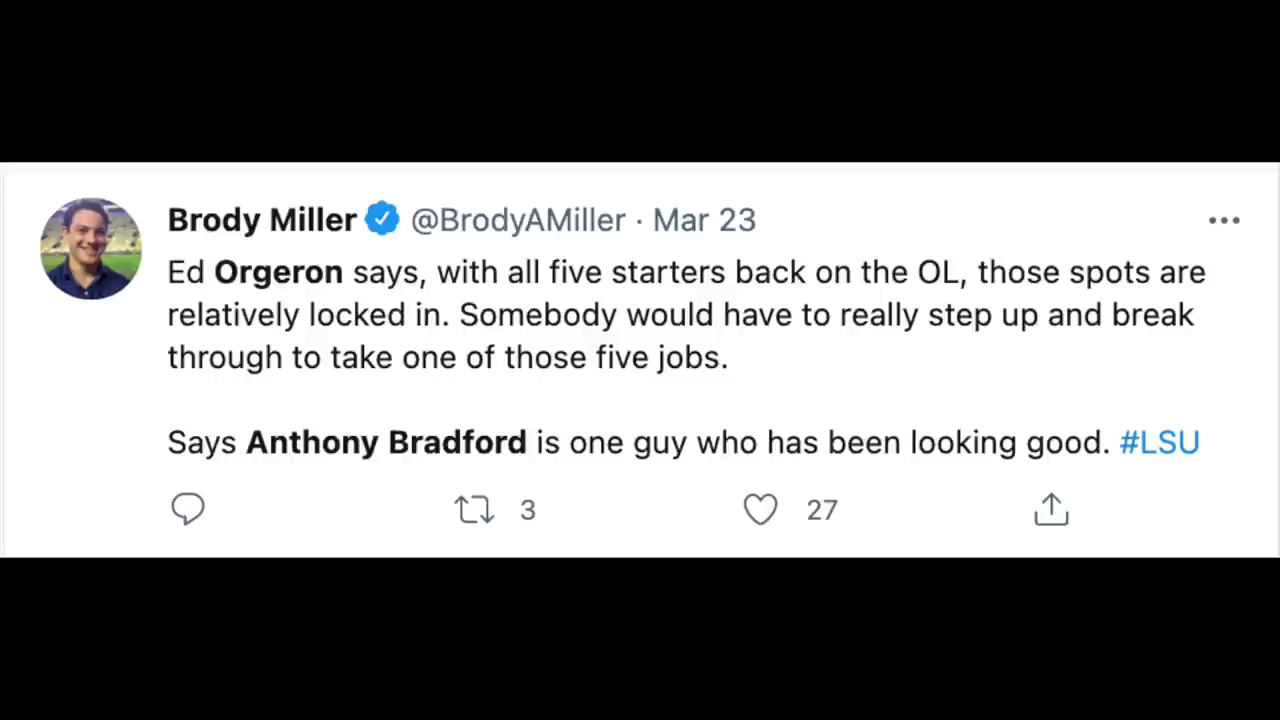 Brody Miller @BrodyAMiller · Mar 23
Ed Orgeron says, with all five starters back on the OL, those spots are
relatively locked in. Somebody would have to really step up and break
through to take one of those five jobs.
Says Anthony Bradford is one guy who has been looking good. #LSU
3 27